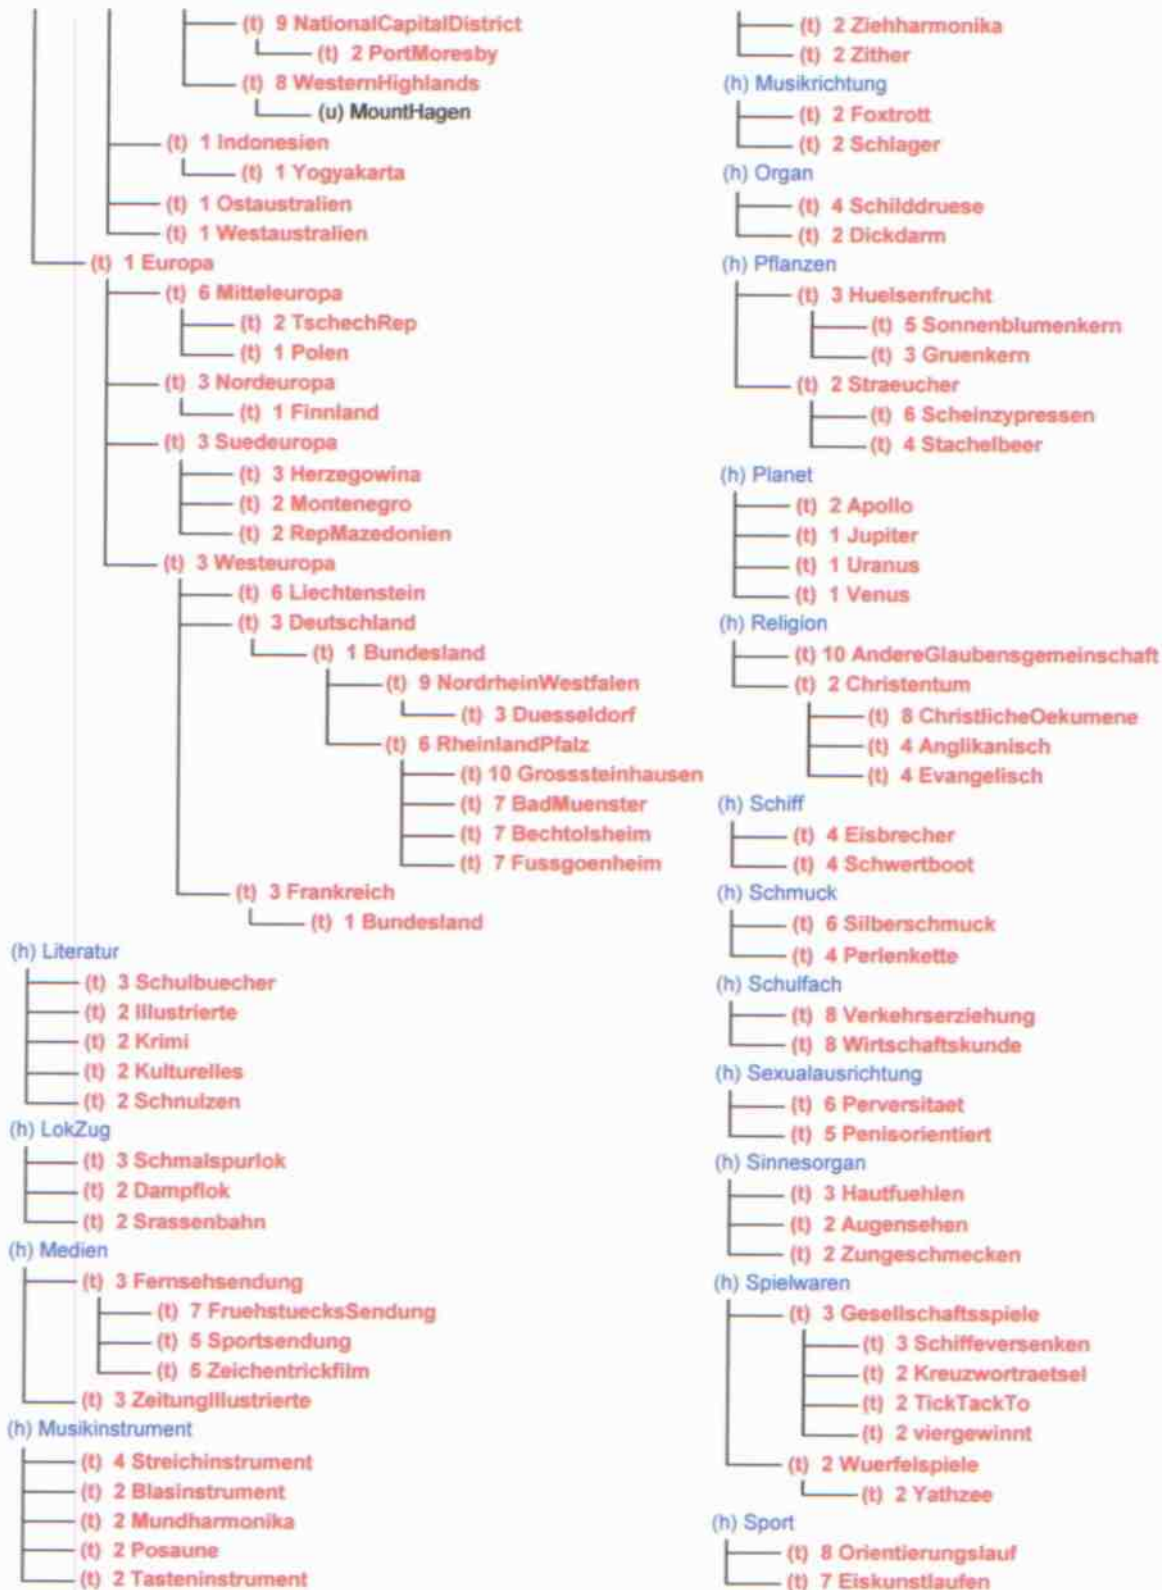 (t) 9 NationalCapitalDistrict
(t) 2 PortMoresby
(t) 8 WesternHighlands
(u) MountHagen
(t) 1 Indonesien
(t) 1 Yogyakarta
(t) 1 Ostaustralien
(t) 1 Westaustralien
(t) 1 Europa
(t) 6 Mitteleuropa
(t) 2 TschechRep
(t) 1 Polen
(t) 3 Nordeuropa
(t) 1 Finnland
(t) 3 Suedeuropa
(t) 3 Herzegowina
(t) 2 Montenegro
(t) 2 RepMazedonien
(t) 3 Westeuropa
(t) 6 Liechtenstein
(t) 3 Deutschland
(t) 1 Bundesland
(t) 9 NordrheinWestfalen
(t) 3 Duesseldorf
(t) 6 RheinlandPfalz
(t) 10 Grosssteinhausen
(t) 7 BadMuenster
(t) 7 Bechtolsheim
(t) 7 Fussgoenheim
(t) 3 Frankreich
(t) 1 Bundesland
(h) Literatur
(t) 3 Schulbuecher
(t) 2 Illustrierte
(t) 2 Krimi
(t) 2 Kulturelles
(t) 2 Schnulzen
(h) LokZug
(t) 3 Schmalspurlok
(t) 2 Dampflok
(t) 2 Srassenbahn
(h) Medien
(t) 3 Fernsehsendung
(t) 7 FruehstuecksSendung
(t) 5 Sportsendung
(t) 5 Zeichentrickfilm
(t) 3 ZeitungIllustrierte
(h) Musikinstrument
(t) 4 Streichinstrument
(t) 2 Blasinstrument
(t) 2 Mundharmonika
(t) 2 Posaune
(t) 2 Tasteninstrument
(t) 2 Ziehharmonika
(t) 2 Zither
(h) Musikrichtung
(t) 2 Foxtrott
(t) 2 Schlager
(h) Organ
(t) 4 Schilddruese
(t) 2 Dickdarm
(h) Pflanzen
(t) 3 Huelsenfrucht
(t) 5 Sonnenblumenkern
(t) 3 Gruenkern
(t) 2 Straeucher
(t) 6 Scheinzypressen
(t) 4 Stachelbeer
(h) Planet
(t) 2 Apollo
(t) 1 Jupiter
(t) 1 Uranus
(t) 1 Venus
(h) Religion
(t) 10 AndereGlaubensgemeinschaft
(t) 2 Christentum
(t) 8 ChristlicheOekumene
(t) 4 Anglikanisch
(t) 4 Evangelisch
(h) Schiff
(t) 4 Eisbrecher
(t) 4 Schwertboot
(h) Schmuck
(t) 6 Silberschmuck
(t) 4 Perlenkette
(h) Schulfach
(t) 8 Verkehrserziehung
(t) 8 Wirtschaftskunde
(h) Sexualausrichtung
(t) 6 Perversitaet
(t) 5 Penisorientiert
(h) Sinnesorgan
(t) 3 Hautfuehlen
(t) 2 Augensehen
(t) 2 Zungeschmecken
(h) Spielwaren
(t) 3 Gesellschaftsspiele
(t) 3 Schiffeversenken
(t) 2 Kreuzwortraetsel
(t) 2 TickTackTo
(t) 2 viergewinnt
(t) 2 Wuerfelspiele
(t) 2 Yathzee
(h) Sport
(t) 8 Orientierungslauf
(t) 7 Eiskunstlaufen